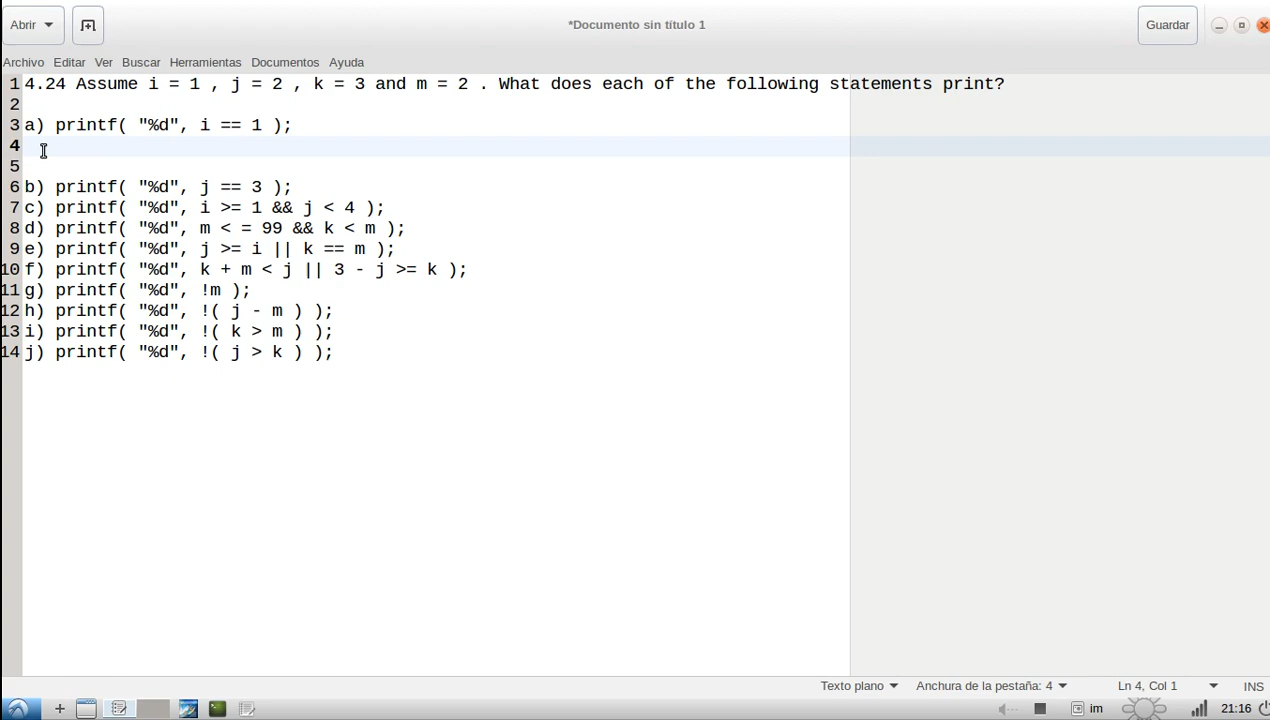 Abrir
*Documento sin título 1
Guardar
Archivo Editar Ver Buscar Herramientas Documentos Ayuda
1 4.24 Assume i = 1 , j = 2 , k = 3 and m = 2 . What does each of the following statements print?
2
3 a) printf( "%d", i == 1 );
4
5
6 b) printf( "%d", j == 3 );
7 c) printf( "%d", i >= 1 && j < 4 );
8 d) printf( "%d", m < = 99 && k < m );
9 e) printf( "%d", j >= i || k == m );
10 f) printf( "%d", k + m < j || 3 - j >= k );
11 g) printf( "%d", !m );
12 h) printf( "%d", !( j - m ) );
13 i) printf( "%d", !( k > m ) );
14 j) printf( "%d", !( j > k ) );
Texto plano Anchura de la pestaña: 4 Ln 4, Col 1 INS
im 21:16